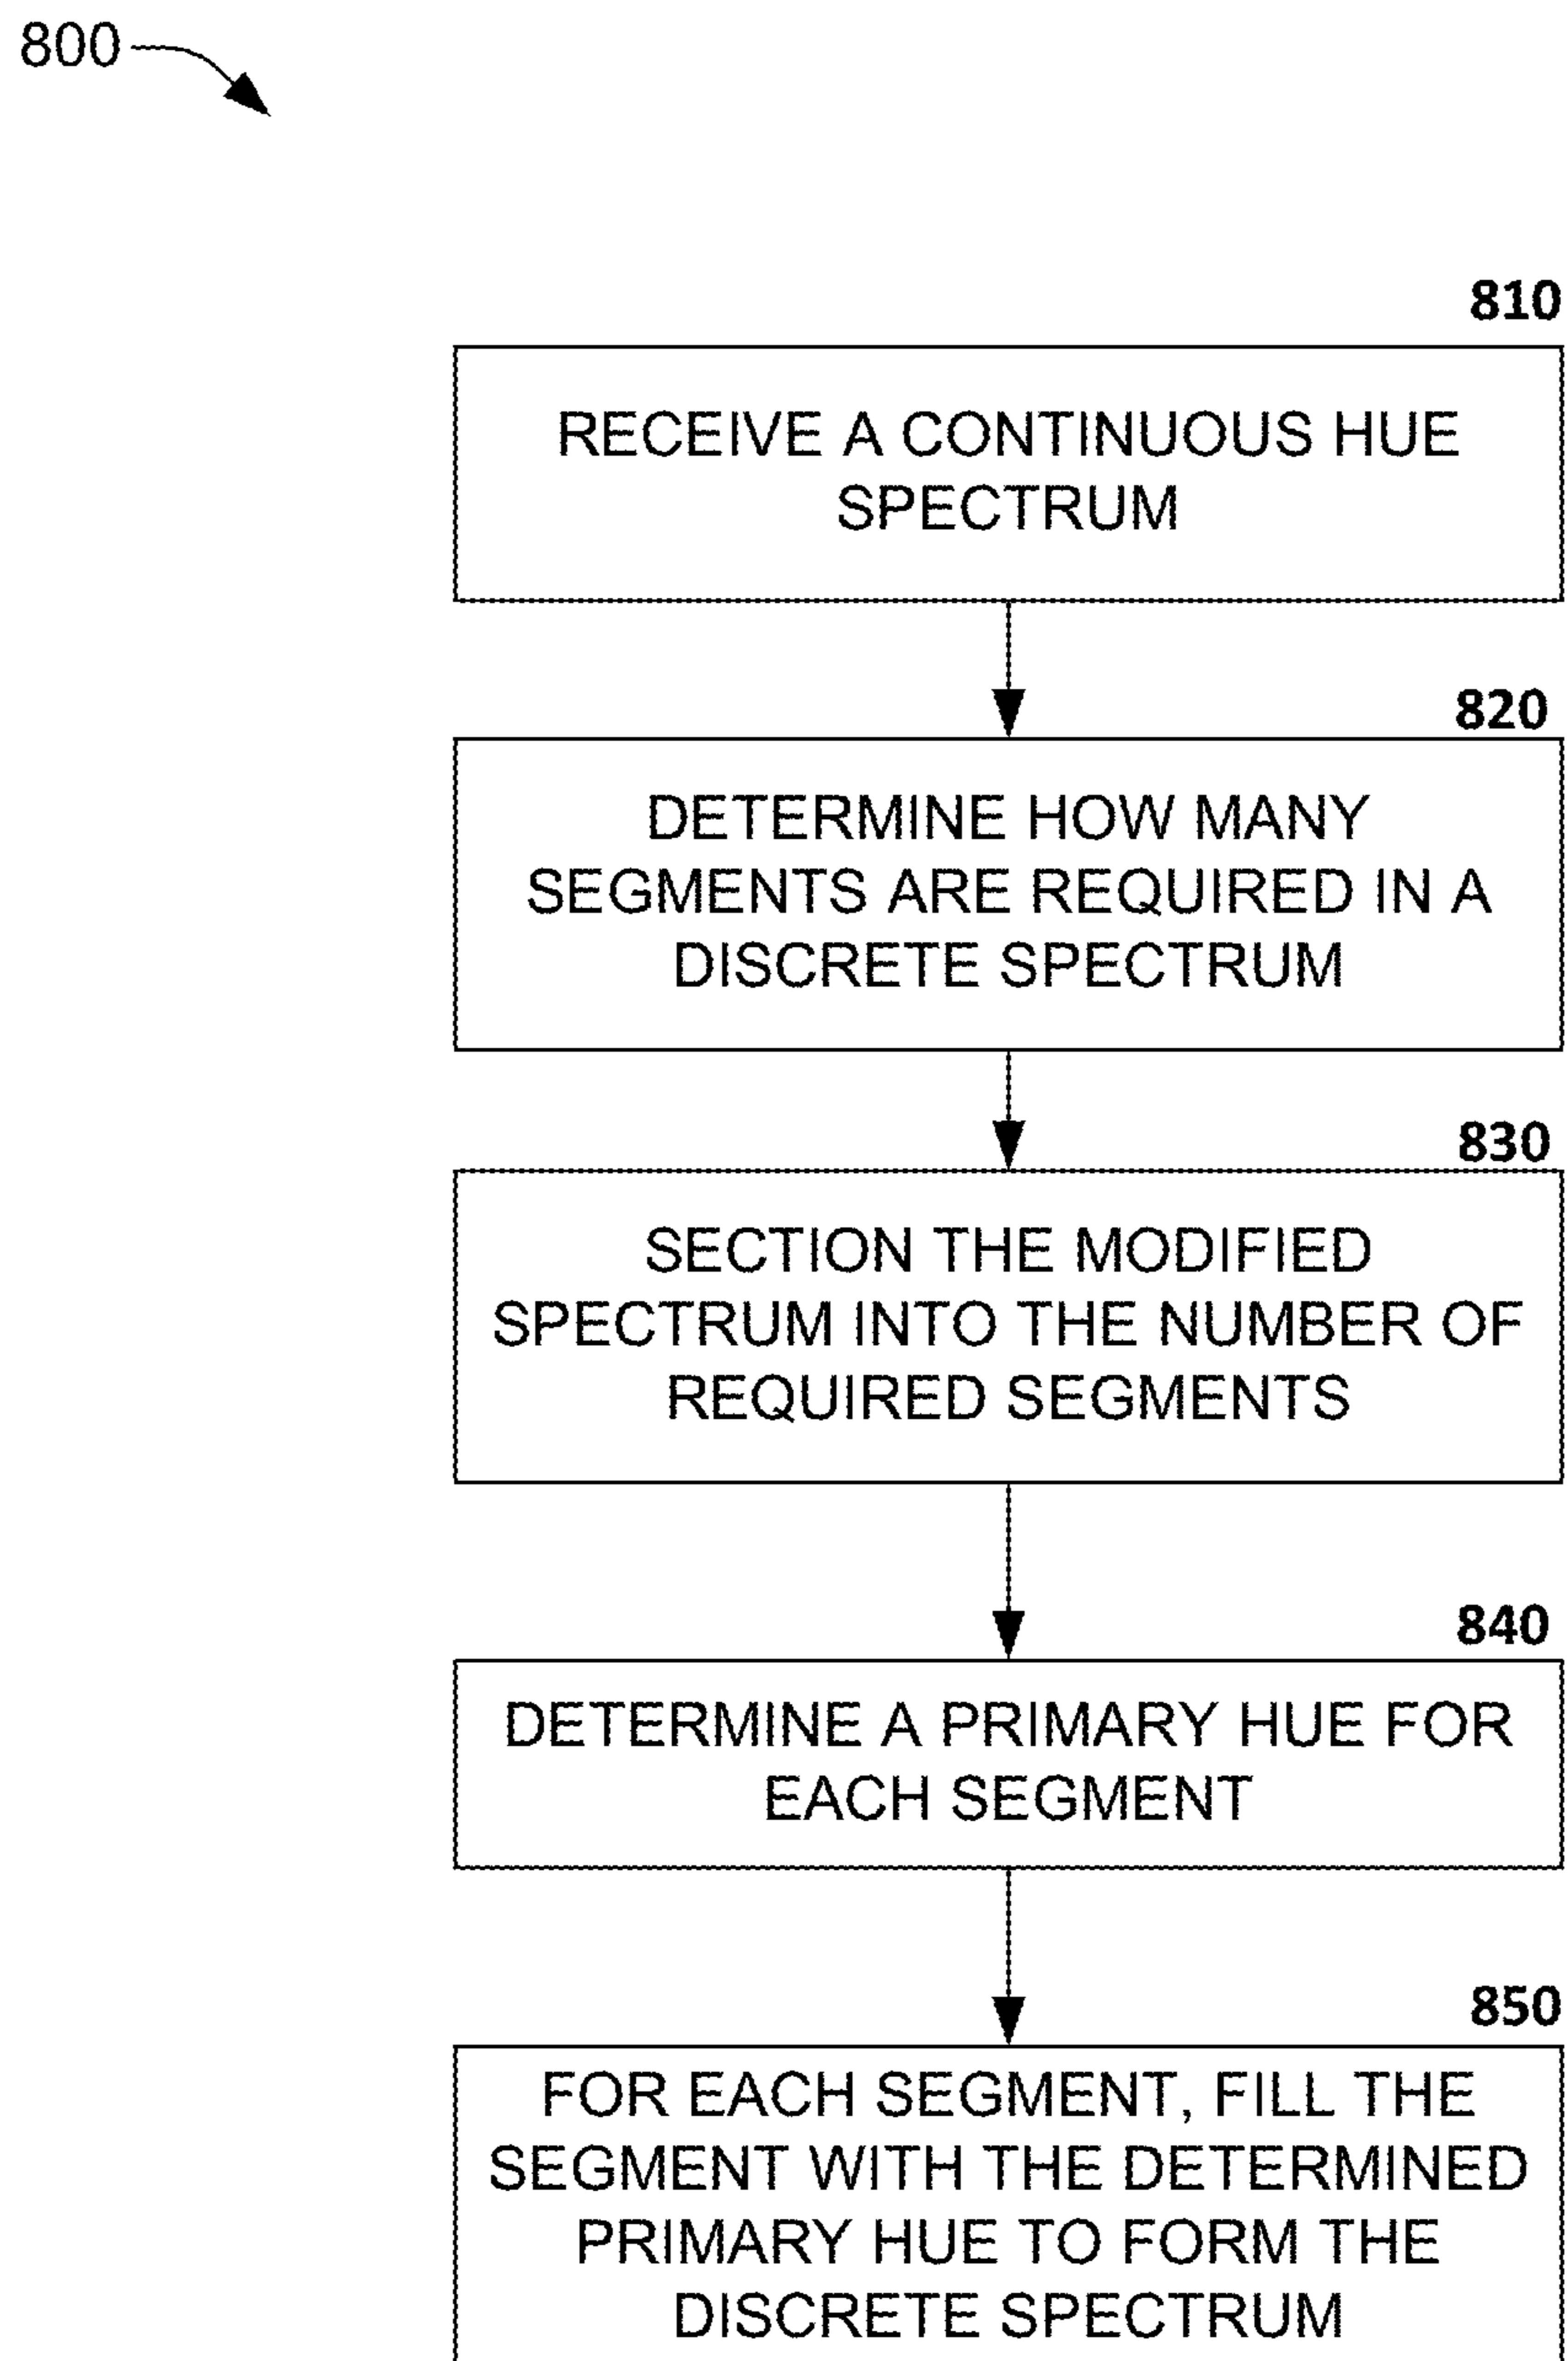 800
810
RECEIVE A CONTINUOUS HUE
SPECTRUM
820
DETERMINE HOW MANY
SEGMENTS ARE REQUIRED IN A
DISCRETE SPECTRUM
830
SECTION THE MODIFIED
SPECTRUM INTO THE NUMBER OF
REQUIRED SEGMENTS
840
DETERMINE A PRIMARY HUE FOR
EACH SEGMENT
850
FOR EACH SEGMENT, FILL THE
SEGMENT WITH THE DETERMINED
PRIMARY HUE TO FORM THE
DISCRETE SPECTRUM